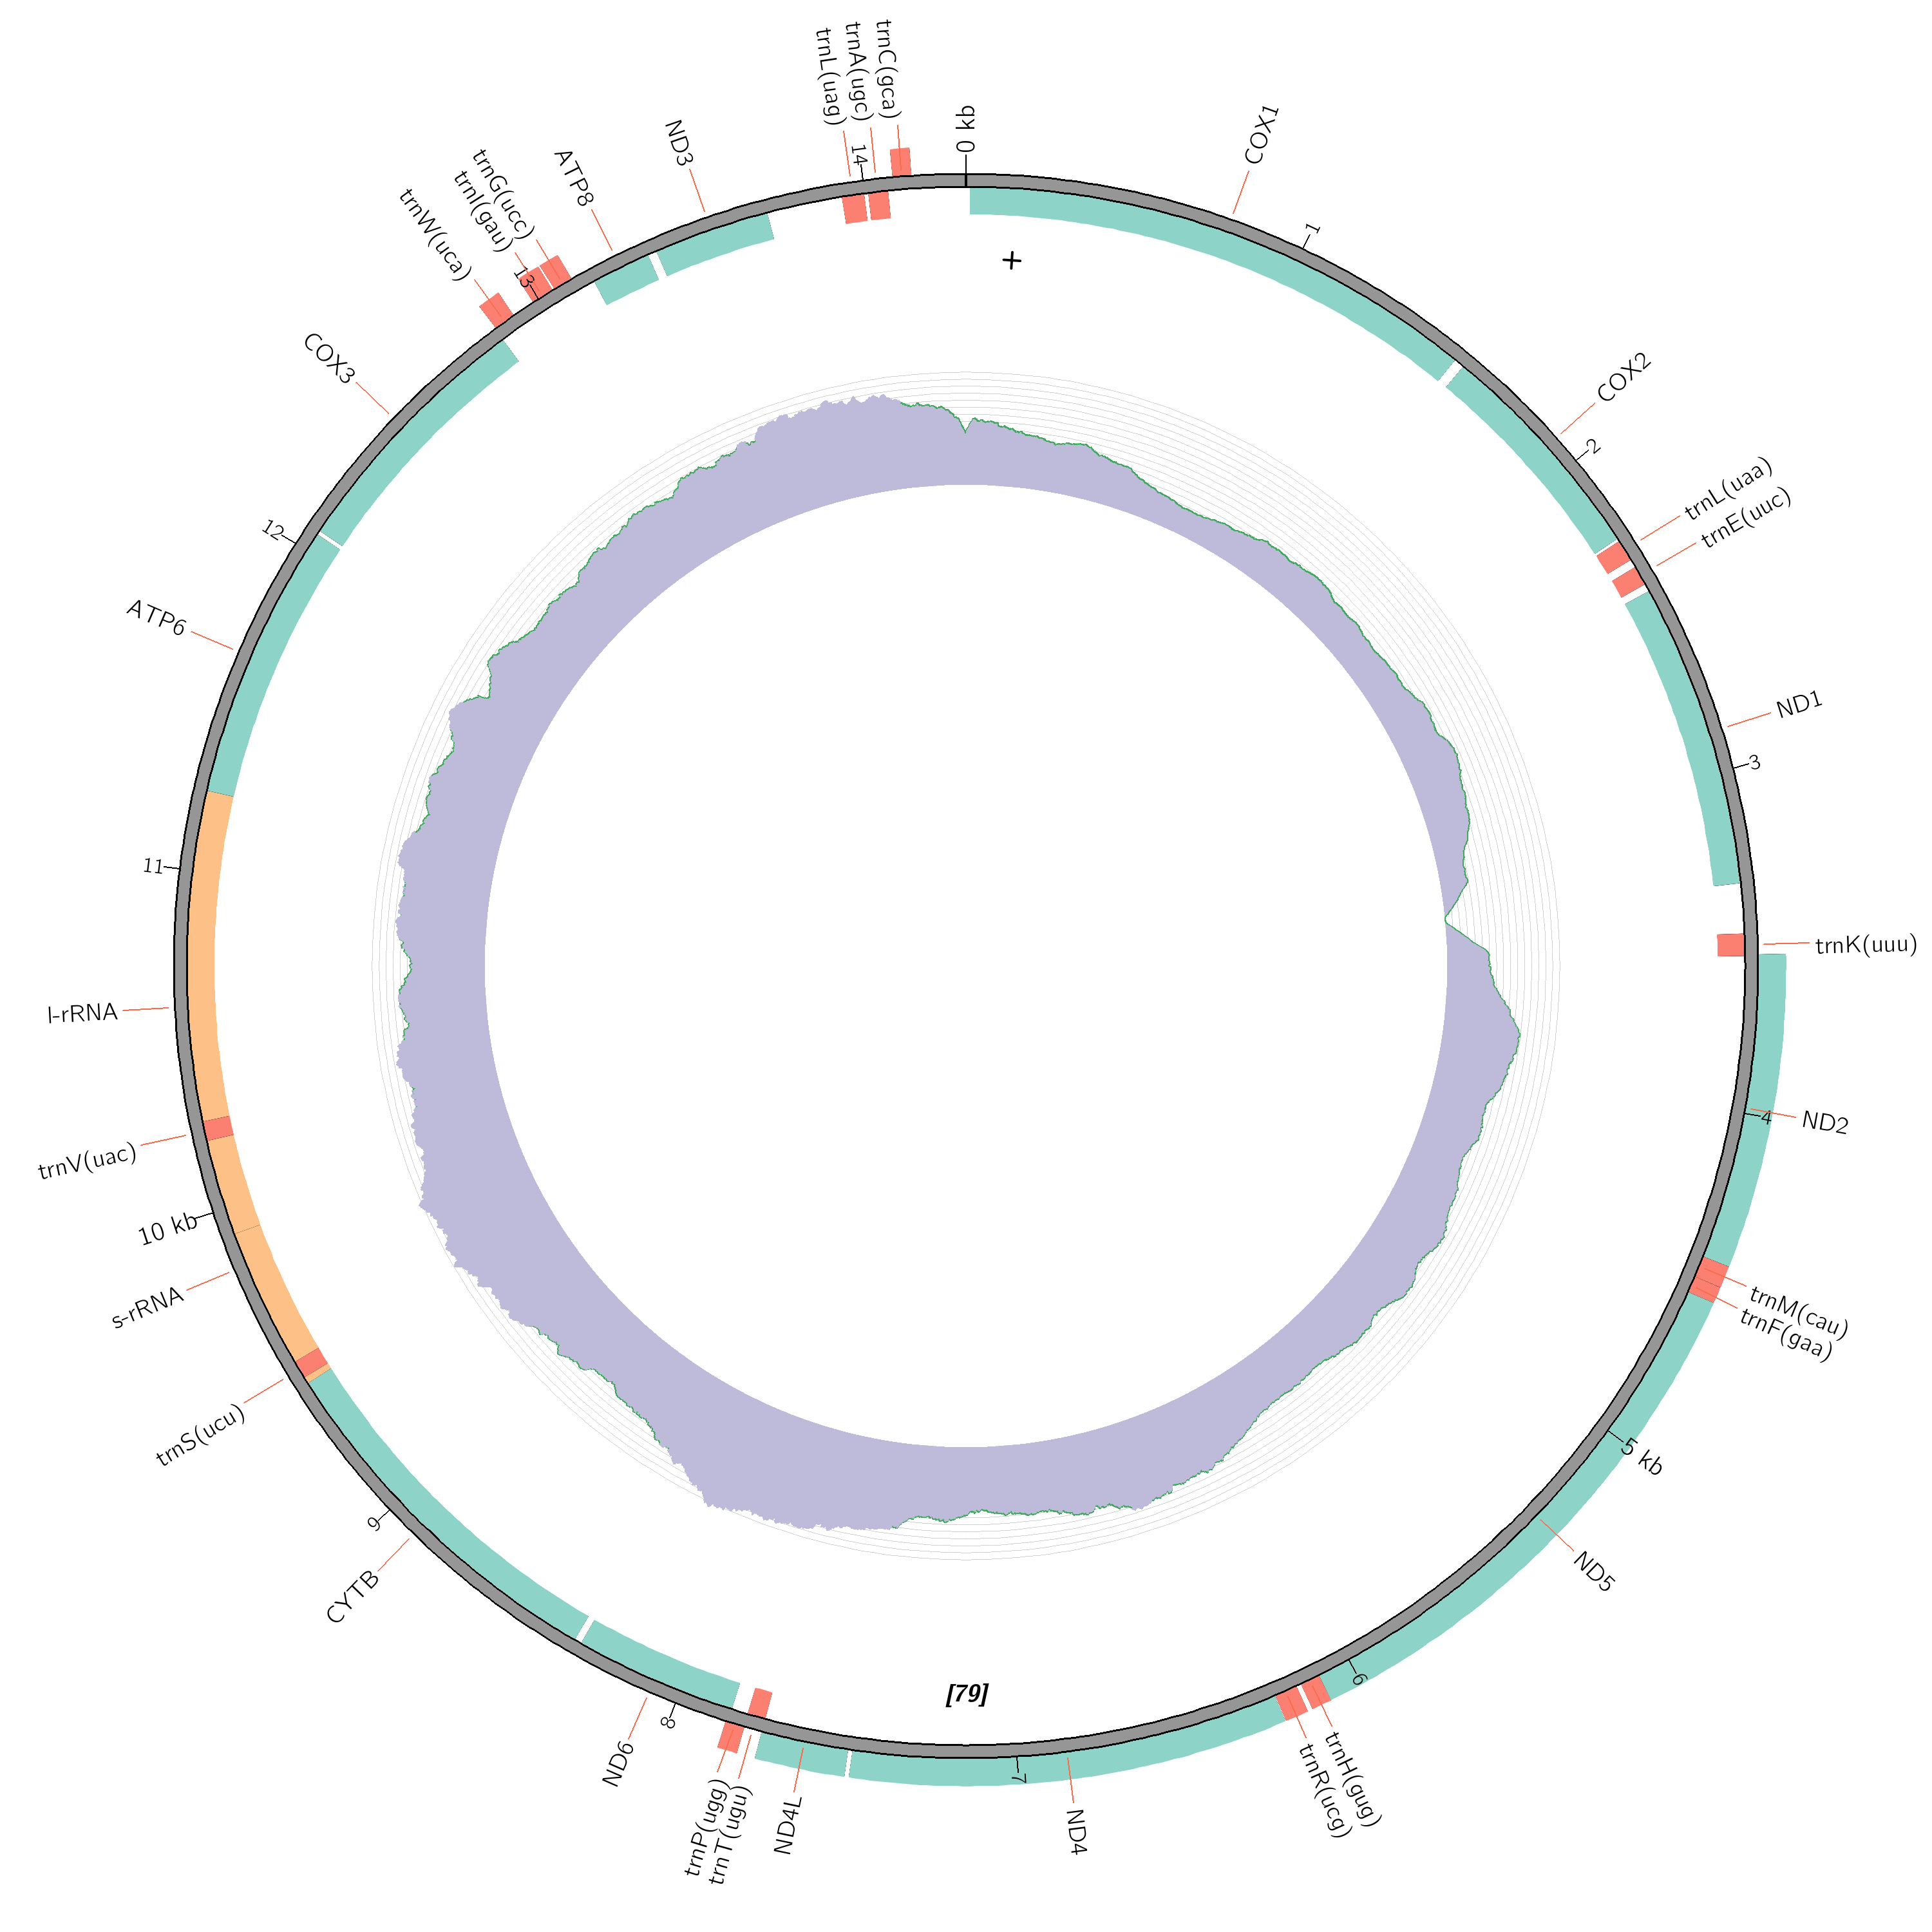 0 kb
COX1
1
COX2
2
trnL(uaa)
trnE(uuc)
ND1
3
trnK(uuu)
ND2
4
trnM(cau)
trnF(gaa)
5 kb
ND5
6
trnH(gug)
trnR(ucg)
ND4
7
ND4L
trnT(ugu)
trnP(ugg)
8
ND6
CYTB
9
trnS(ucu)
s-rRNA
10 kb
trnV(uac)
l-rRNA
11
ATP6
12
COX3
trnW(uca)
13
trnI(gau)
trnG(ucc)
ATP8
ND3
trnL(uag)
14
trnA(ugc)
trnC(gca)
+
[79]